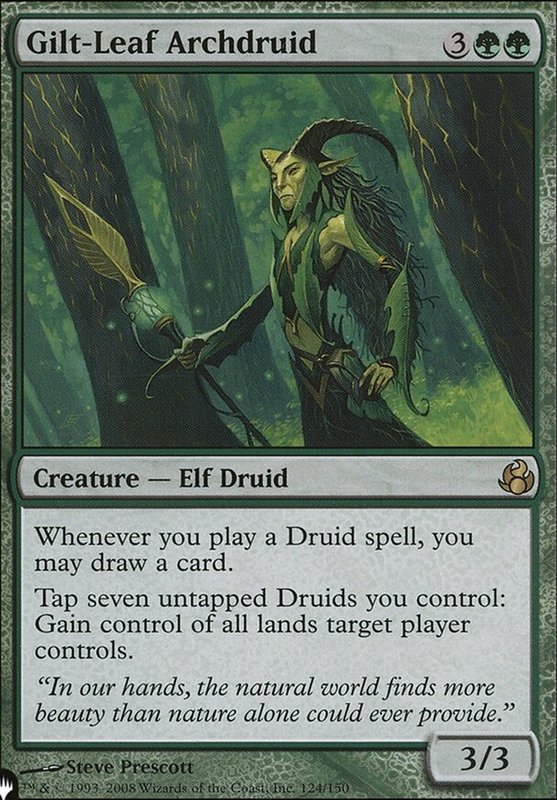 Gilt-Leaf Archdruid 3
Creature — Elf Druid
Whenever you play a Druid spell, you
may draw a card.
Tap seven untapped Druids you control:
Gain control of all lands target player
controls.
“In our hands, the natural world finds more
beauty than nature alone could ever provide.”
3/3
Steve Prescott
™ & © 1993–2008 Wizards of the Coast, Inc. 124/150